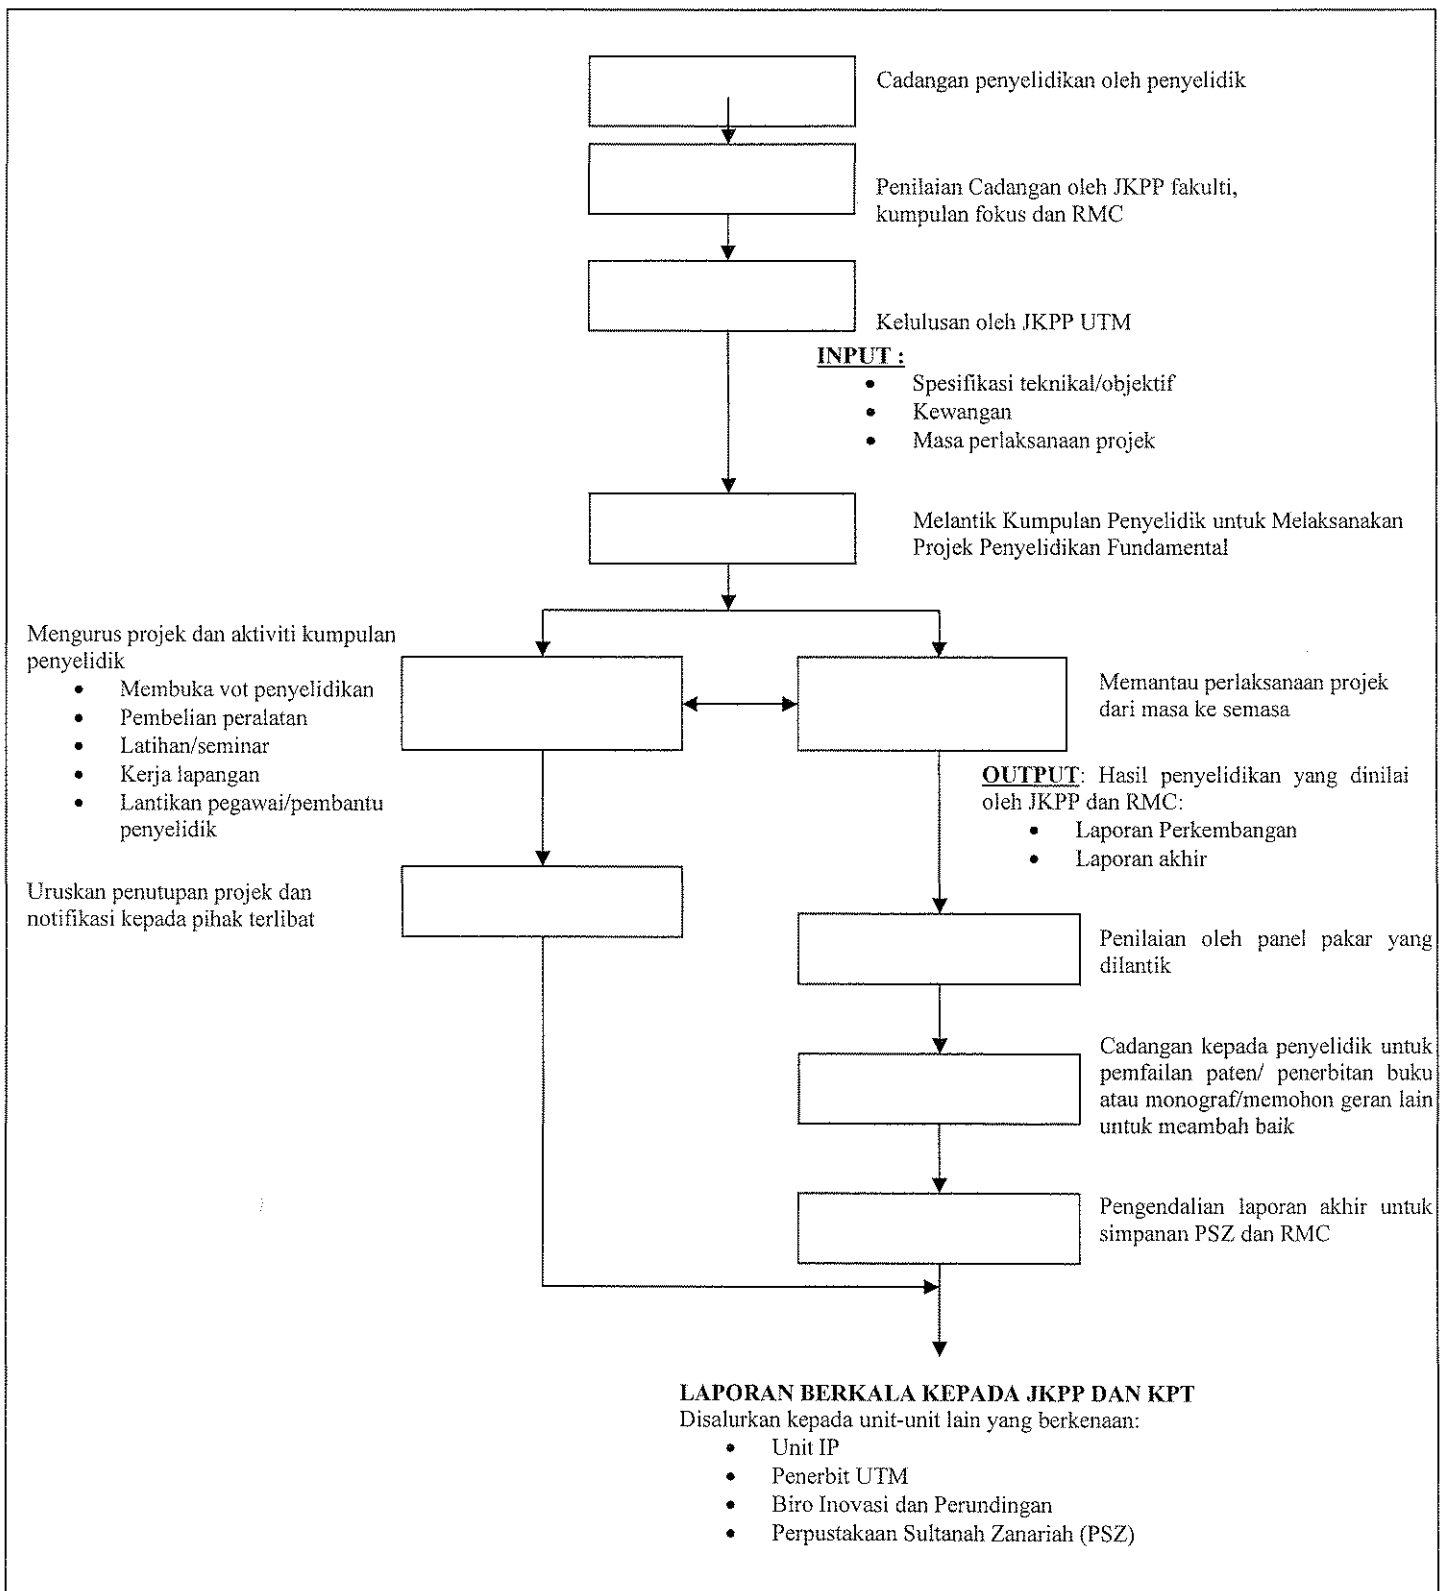 Cadangan penyelidikan oleh penyelidik
Penilaian Cadangan oleh JKPP fakulti,
kumpulan fokus dan RMC
Kelulusan oleh JKPP UTM
INPUT :
• Spesifikasi teknikal/objektif
• Kewangan
• Masa perlaksanaan projek
Melantik Kumpulan Penyelidik untuk Melaksanakan
Projek Penyelidikan Fundamental
Mengurus projek dan aktiviti kumpulan
penyelidik
• Membuka vot penyelidikan
• Pembelian peralatan
• Latihan/seminar
• Kerja lapangan
• Lantikan pegawai/pembantu
penyelidik
Memantau perlaksanaan projek
dari masa ke semasa
OUTPUT: Hasil penyelidikan yang dinilai
oleh JKPP dan RMC:
• Laporan Perkembangan
• Laporan akhir
Uruskan penutupan projek dan
notifikasi kepada pihak terlibat
Penilaian oleh panel pakar yang
dilantik
Cadangan kepada penyelidik untuk
pemfailan paten/ penerbitan buku
atau monograf/memohon geran lain
untuk meambah baik
Pengendalian laporan akhir untuk
simpanan PSZ dan RMC
LAPORAN BERKALA KEPADA JKPP DAN KPT
Disalurkan kepada unit-unit lain yang berkenaan:
• Unit IP
• Penerbit UTM
• Biro Inovasi dan Perundingan
• Perpustakaan Sultanah Zanariah (PSZ)